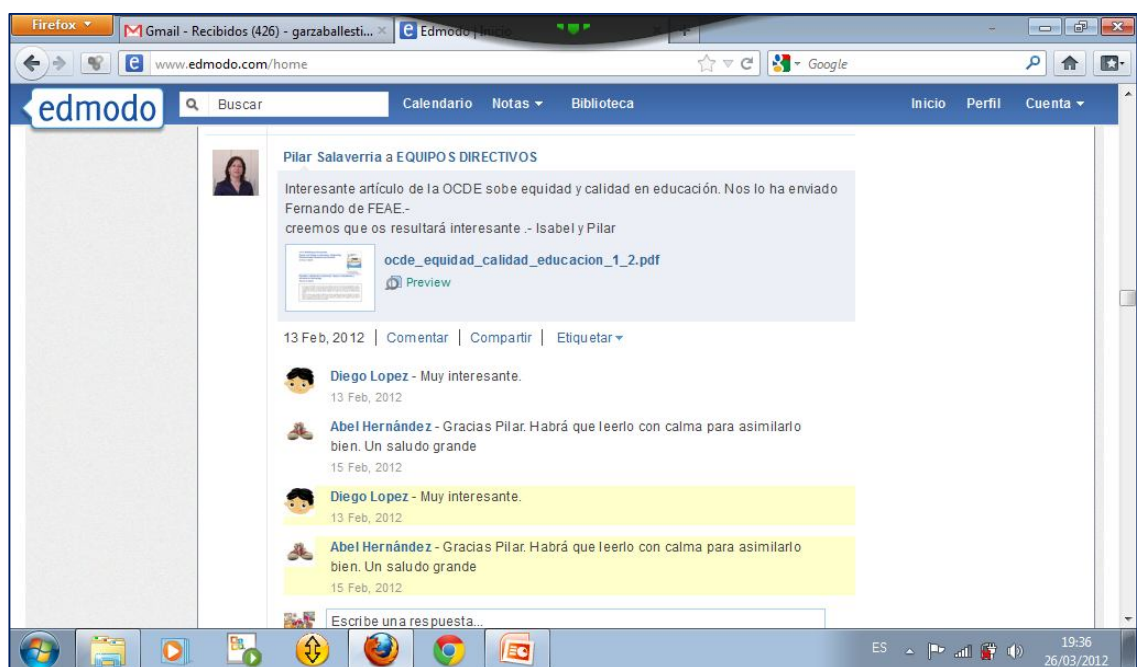 Firefox
Gmail - Recibidos (426) - garzaballesti...
Edmodo | Inicio
www.edmodo.com/home
Google
edmodo
Buscar
Calendario Notas Biblioteca
Inicio Perfil Cuenta
Pilar Salaverria a EQUIPOS DIRECTIVOS
Interesante artículo de la OCDE sobe equidad y calidad en educación. Nos lo ha enviado
Fernando de FEAE.-
creemos que os resultará interesante .- Isabel y Pilar
ocde_equidad_calidad_educacion_1_2.pdf
Preview
13 Feb, 2012 | Comentar | Compartir | Etiquetar
Diego Lopez - Muy interesante.
13 Feb, 2012
Abel Hernández - Gracias Pilar. Habrá que leerlo con calma para asimilarlo
bien. Un saludo grande
15 Feb, 2012
Diego Lopez - Muy interesante.
13 Feb, 2012
Abel Hernández - Gracias Pilar. Habrá que leerlo con calma para asimilarlo
bien. Un saludo grande
15 Feb, 2012
Escribe una respuesta...
ES
19:36
26/03/2012